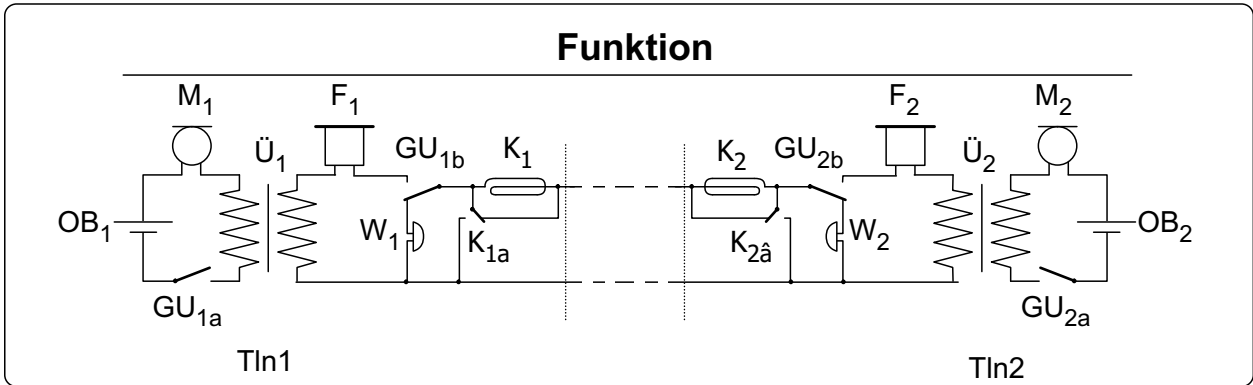 Funktion
M1 F1 F2 M2
Ü1 GU1b K1 K2 GU2b Ü2
OB1 W1 K1a K2â W2 OB2
GU1a GU2a
Tln1 Tln2